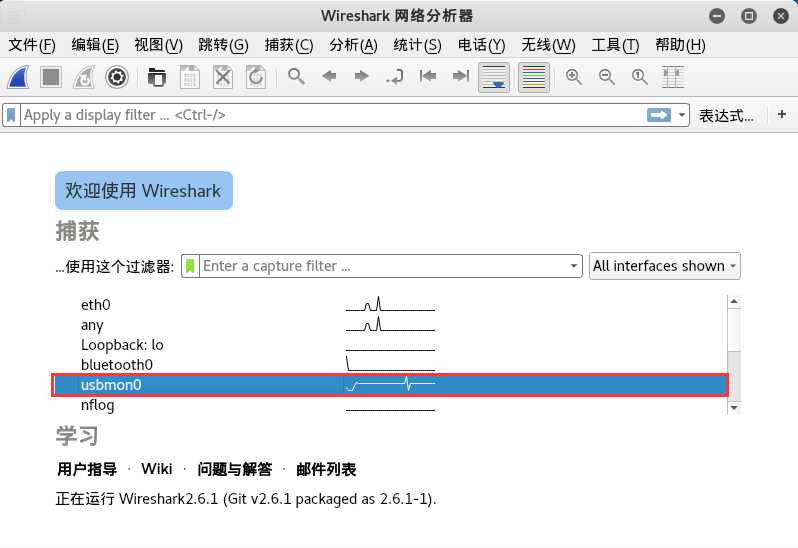 Wireshark 网络分析器
文件(F) 编辑(E) 视图(V) 跳转(G) 捕获(C) 分析(A) 统计(S) 电话(Y) 无线(W) 工具(T) 帮助(H)
Apply a display filter ... <Ctrl-/> 表达式... +
欢迎使用 Wireshark
捕获
...使用这个过滤器: Enter a capture filter ... All interfaces shown
eth0
any
Loopback: lo
bluetooth0
usbmon0
nflog
学习
用户指导 · Wiki · 问题与解答 · 邮件列表
正在运行 Wireshark2.6.1 (Git v2.6.1 packaged as 2.6.1-1).